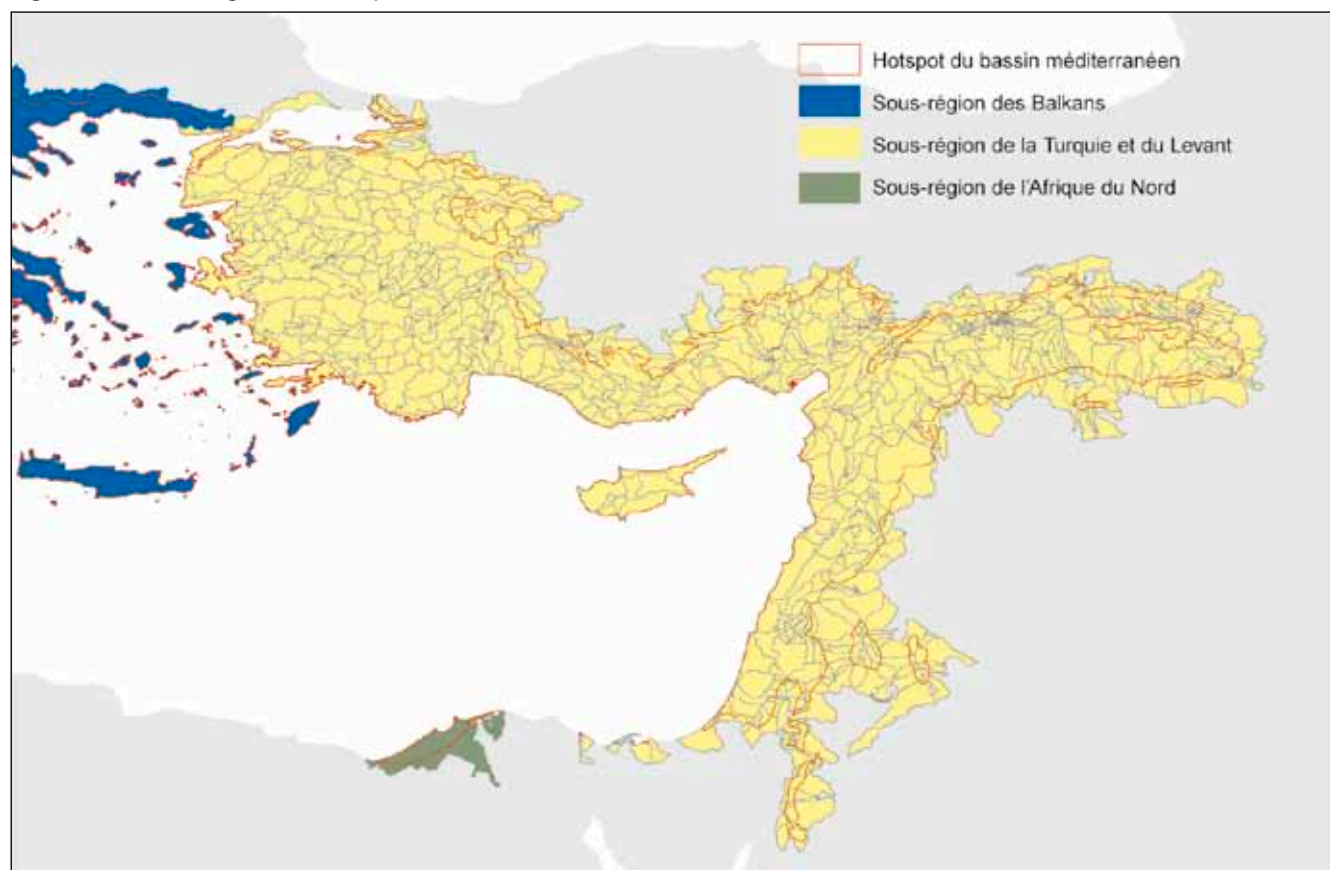 Hotspot du bassin méditerranéen
Sous-région des Balkans
Sous-région de la Turquie et du Levant
Sous-région de l'Afrique du Nord